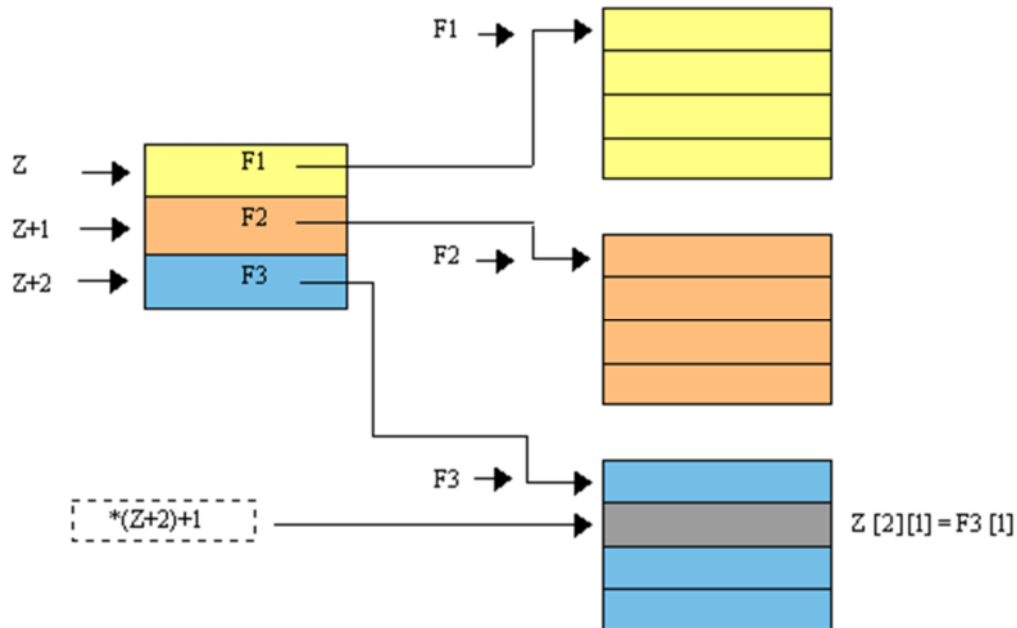 F1
Z
F1
Z+1
F2
F2
Z+2
F3
F3
*(Z+2)+1
Z [2][1] = F3 [1]